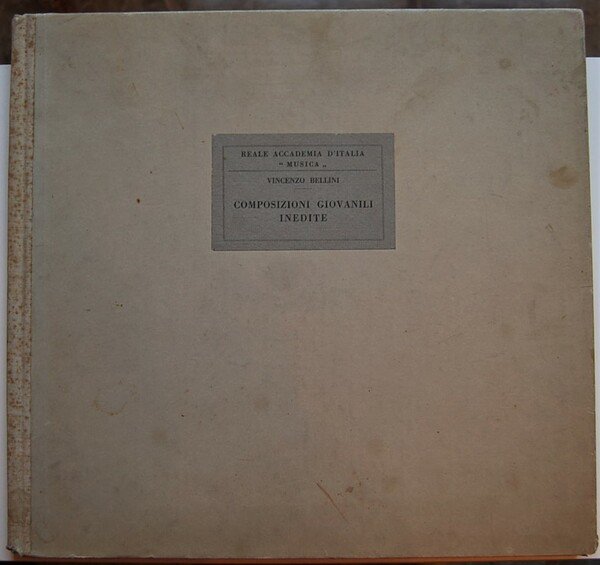 REALE ACCADEMIA D'ITALIA
“ MUSICA „
VINCENZO BELLINI
COMPOSIZIONI GIOVANILI
INEDITE